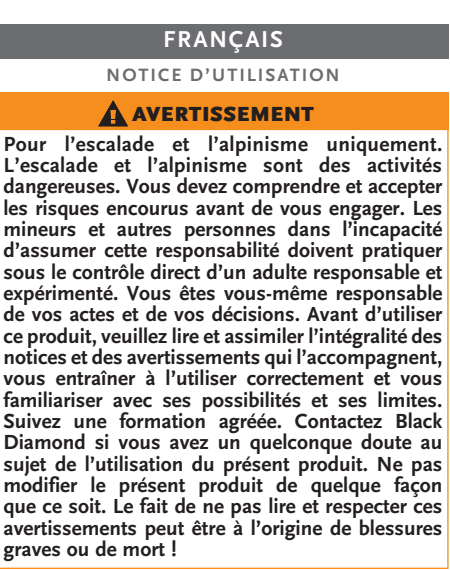 FRANÇAIS
NOTICE D'UTILISATION
AVERTISSEMENT
Pour l'escalade et l'alpinisme uniquement.
L'escalade et l'alpinisme sont des activités
dangereuses. Vous devez comprendre et accepter
les risques encourus avant de vous engager. Les
mineurs et autres personnes dans l'incapacité
d'assumer cette responsabilité doivent pratiquer
sous le contrôle direct d'un adulte responsable et
expérimenté. Vous êtes vous-même responsable
de vos actes et de vos décisions. Avant d'utiliser
ce produit, veuillez lire et assimiler l'intégralité des
notices et des avertissements qui l'accompagnent,
vous entraîner à l'utiliser correctement et vous
familiariser avec ses possibilités et ses limites.
Suivez une formation agréée. Contactez Black
Diamond si vous avez un quelconque doute au
sujet de l'utilisation du présent produit. Ne pas
modifier le présent produit de quelque façon
que ce soit. Le fait de ne pas lire et respecter ces
avertissements peut être à l'origine de blessures
graves ou de mort !